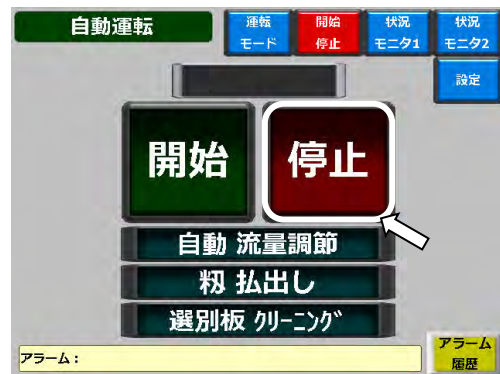 自動運転
運転
モード
開始
停止
状況
モニタ1
状況
モニタ2
設定
開始
停止
自動 流量調節
籾 払出し
選別板 ｸﾘｰﾆﾝｸﾞ
アラーム：
アラーム
履歴